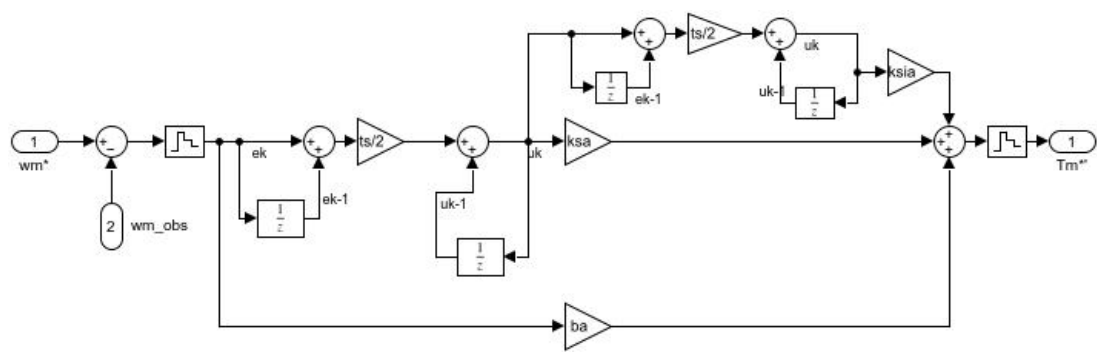 +
+
ts/2
+
+
uk
ksia
1
z
ek-1
uk-1
1
z
1
wm*
+
−
ek
+
+
ts/2
+
+
uk
ksa
+
+
+
1
Tm*'
1
z
ek-1
uk-1
2
wm_obs
1
z
ba